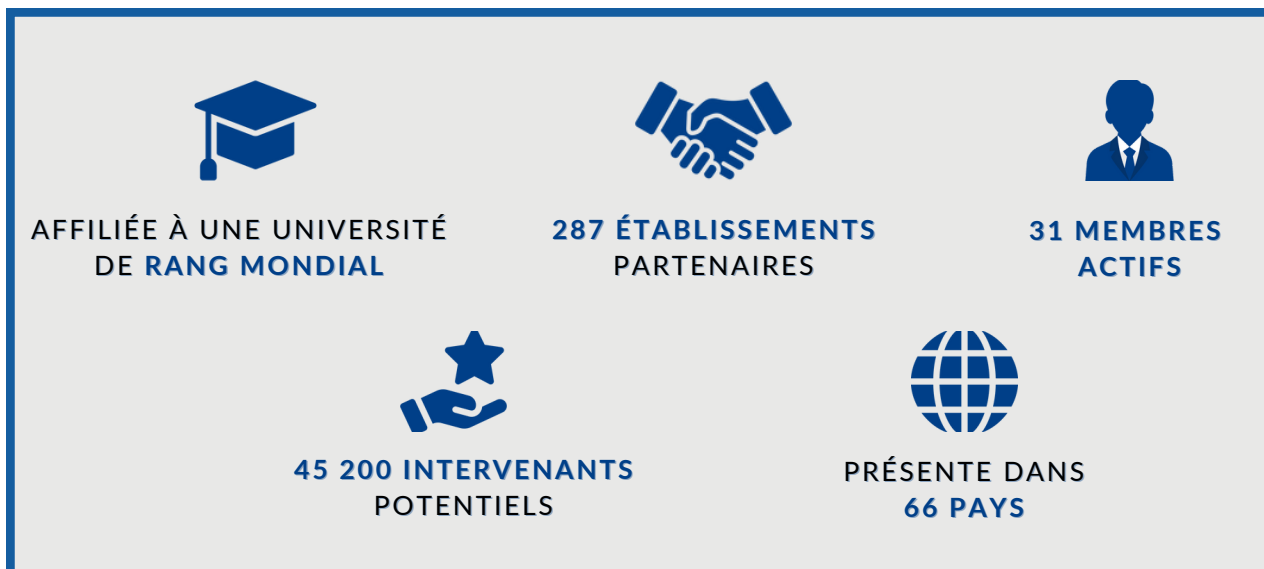 AFFILIÉE À UNE UNIVERSITÉ
DE RANG MONDIAL
287 ÉTABLISSEMENTS
PARTENAIRES
31 MEMBRES
ACTIFS
45 200 INTERVENANTS
POTENTIELS
PRÉSENTE DANS
66 PAYS